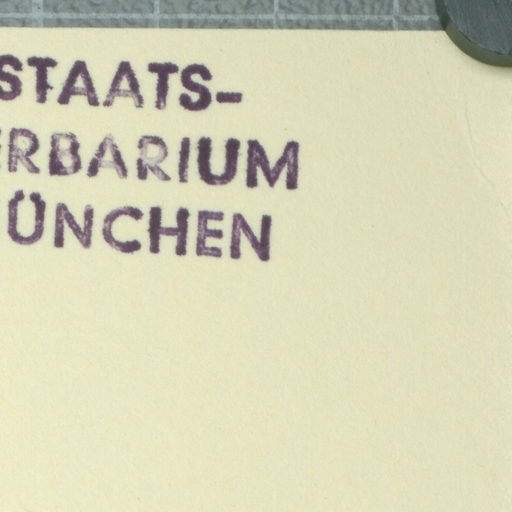 STAATS-
ERBARIUM
ÜNCHEN